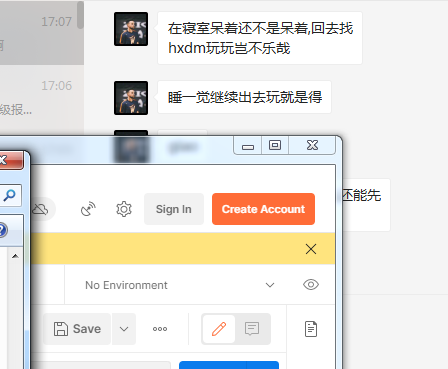 17:07
在寝室呆着还不是呆着,回去找
hxdm玩玩岂不乐哉
17:06
睡一觉继续出去玩就是得
级报...
还能先
Sign In
Create Account
No Environment
Save